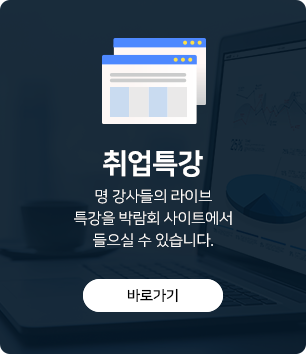 취업특강
명 강사들의 라이브
특강을 박람회 사이트에서
들으실 수 있습니다.
바로가기